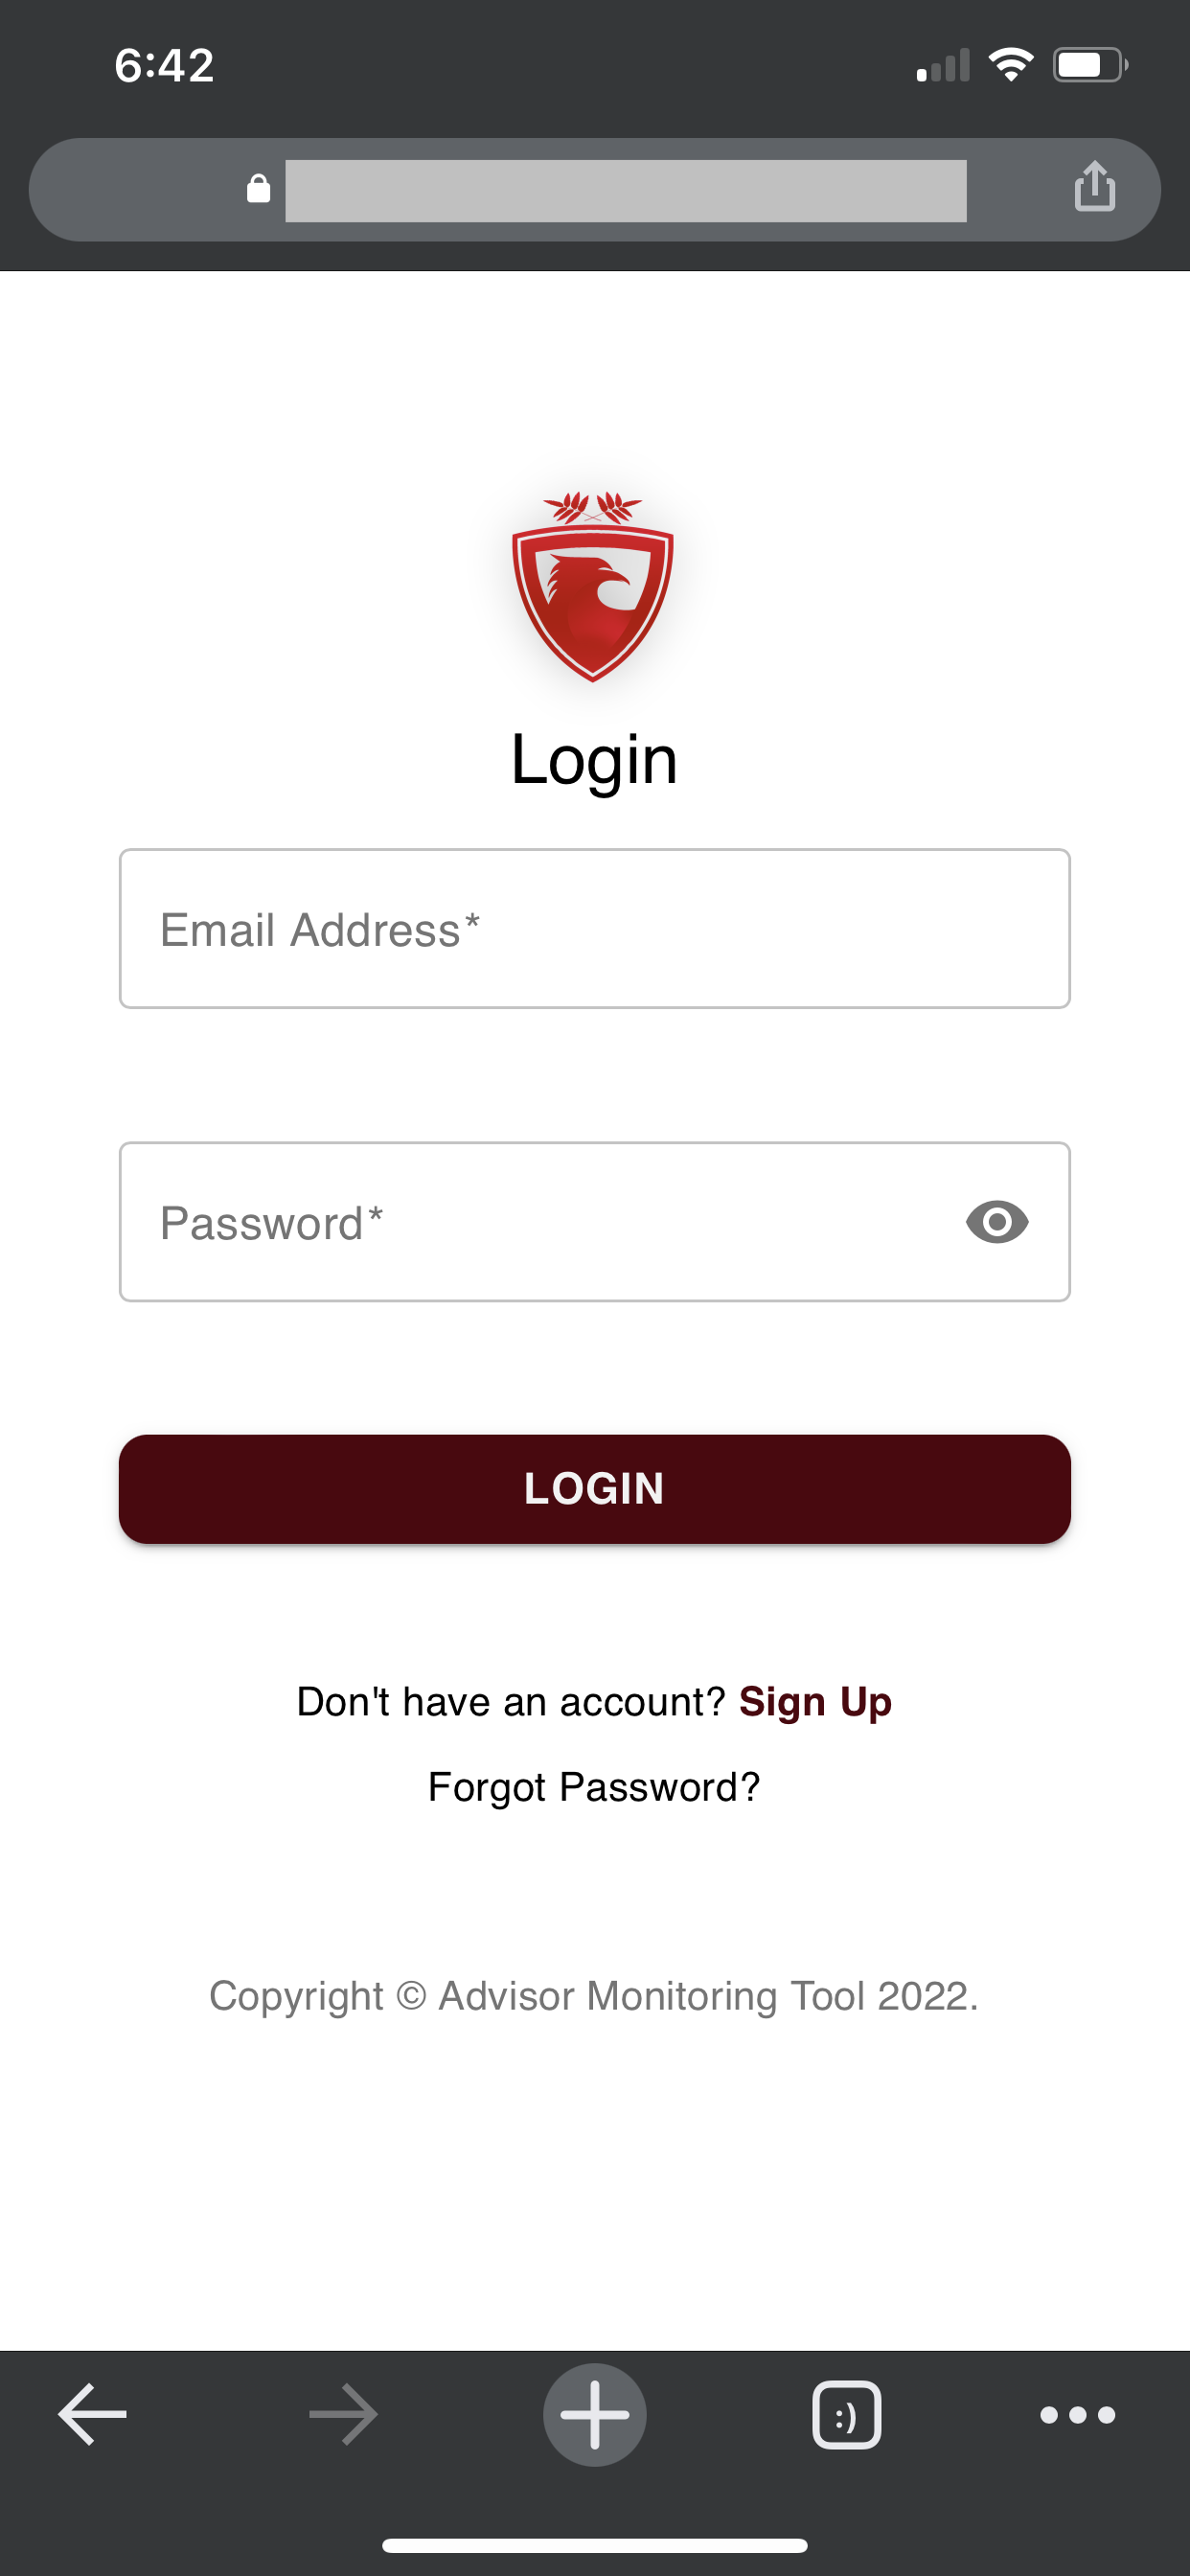 6:42
Login
Email Address*
Password*
LOGIN
Don't have an account? Sign Up
Forgot Password?
Copyright © Advisor Monitoring Tool 2022.
:)